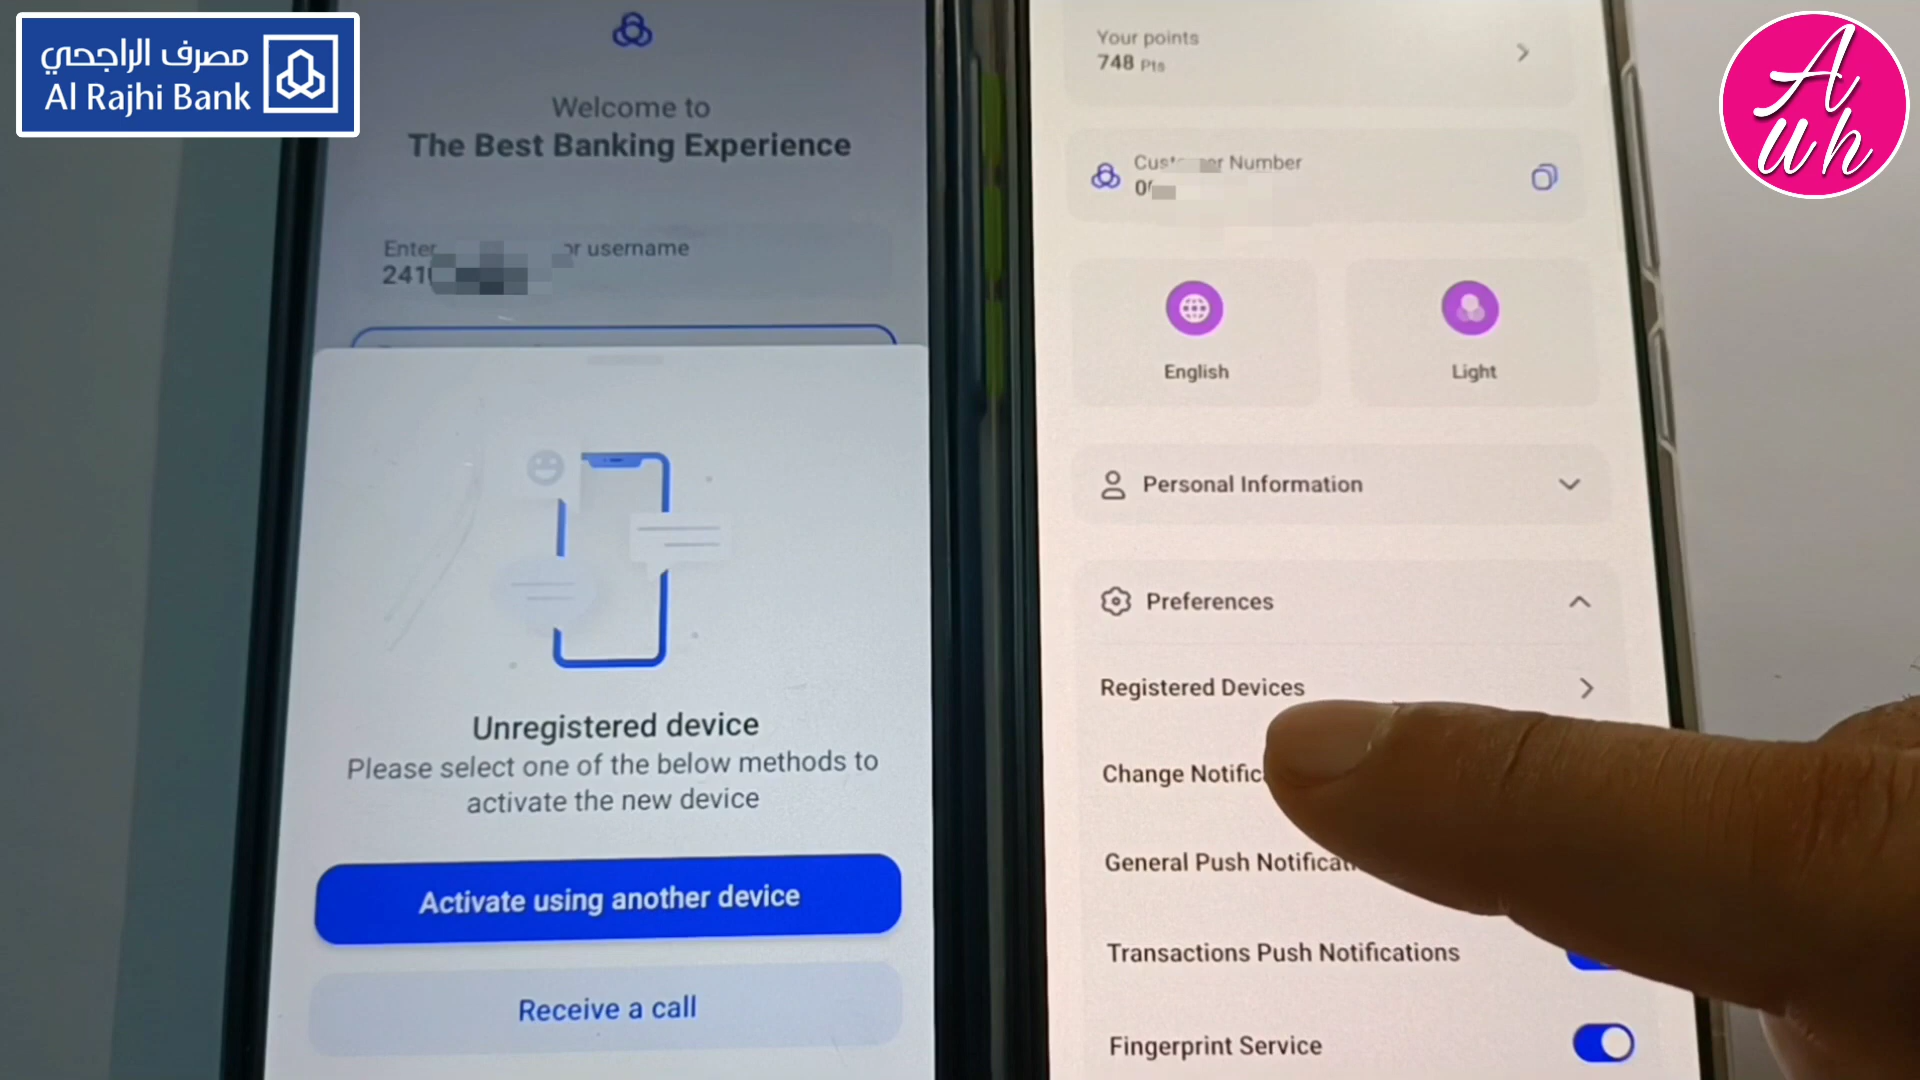 مصرف الراجحي
Al Rajhi Bank
Welcome to
The Best Banking Experience
Enter or username
241
Unregistered device
Please select one of the below methods to
activate the new device
Activate using another device
Receive a call
Your points
748 Pts
Customer Number
0
English
Light
Personal Information
Preferences
Registered Devices
Change Notific
General Push Notificat
Transactions Push Notifications
Fingerprint Service
A
uh